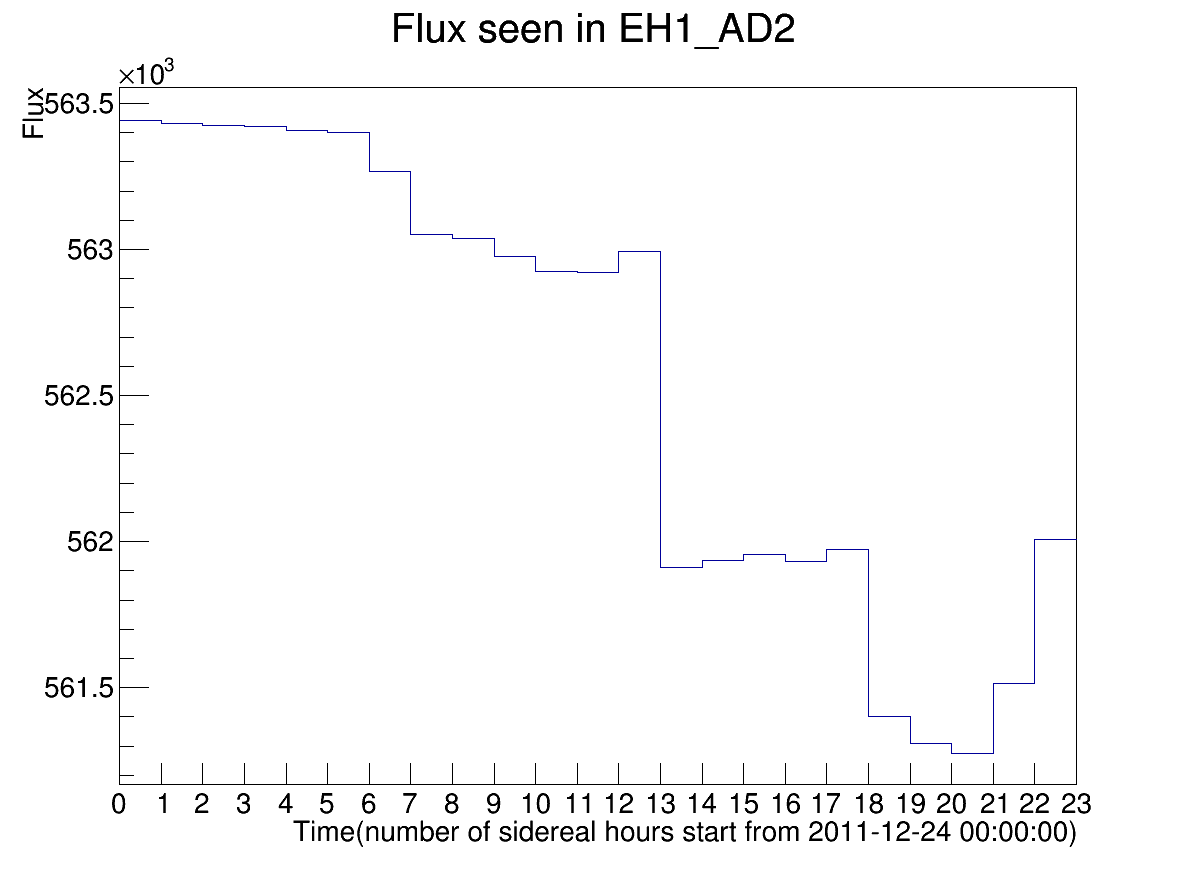 Flux seen in EH1_AD2
×10³
Flux
563.5
563
562.5
562
561.5
0 1 2 3 4 5 6 7 8 9 10 11 12 13 14 15 16 17 18 19 20 21 22 23
Time(number of sidereal hours start from 2011-12-24 00:00:00)